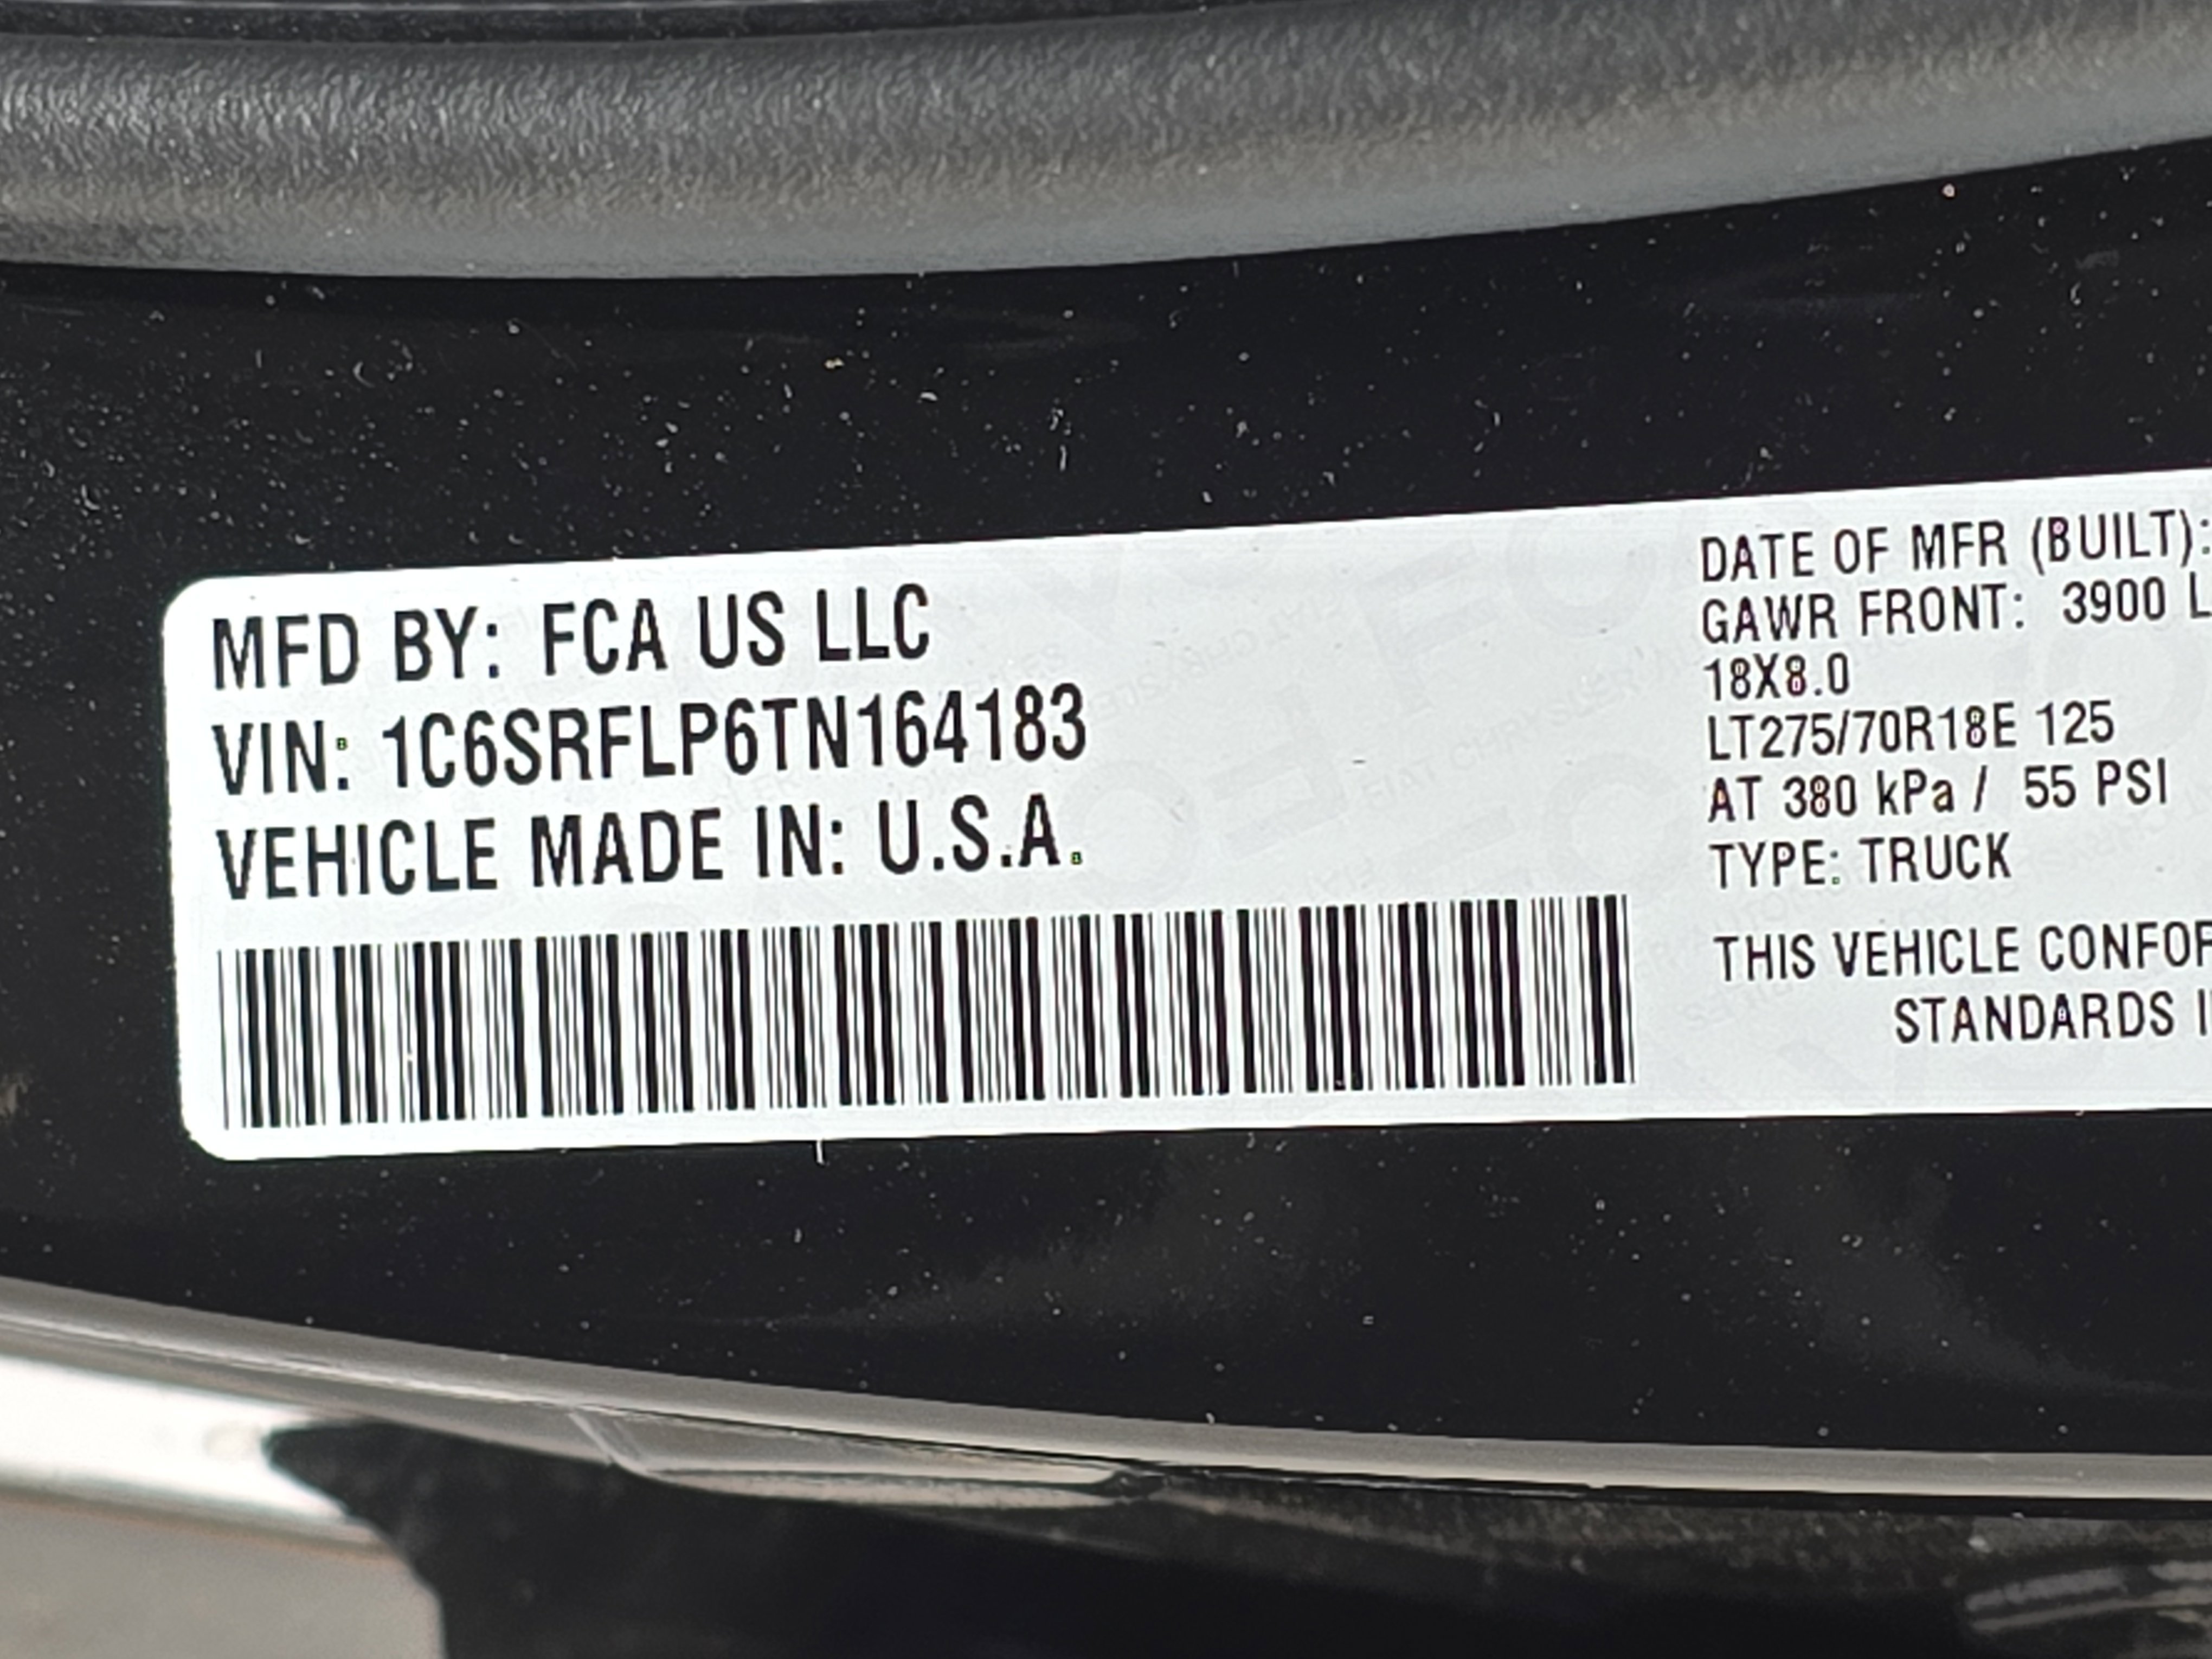 MFD BY: FCA US LLC
VIN: 1C6SRFLP6TN164183
VEHICLE MADE IN: U.S.A.
DATE OF MFR (BUILT):
GAWR FRONT: 3900 L
18X8.0
LT275/70R18E 125
AT 380 kPa / 55 PSI
TYPE: TRUCK
THIS VEHICLE CONFOR
STANDARDS I